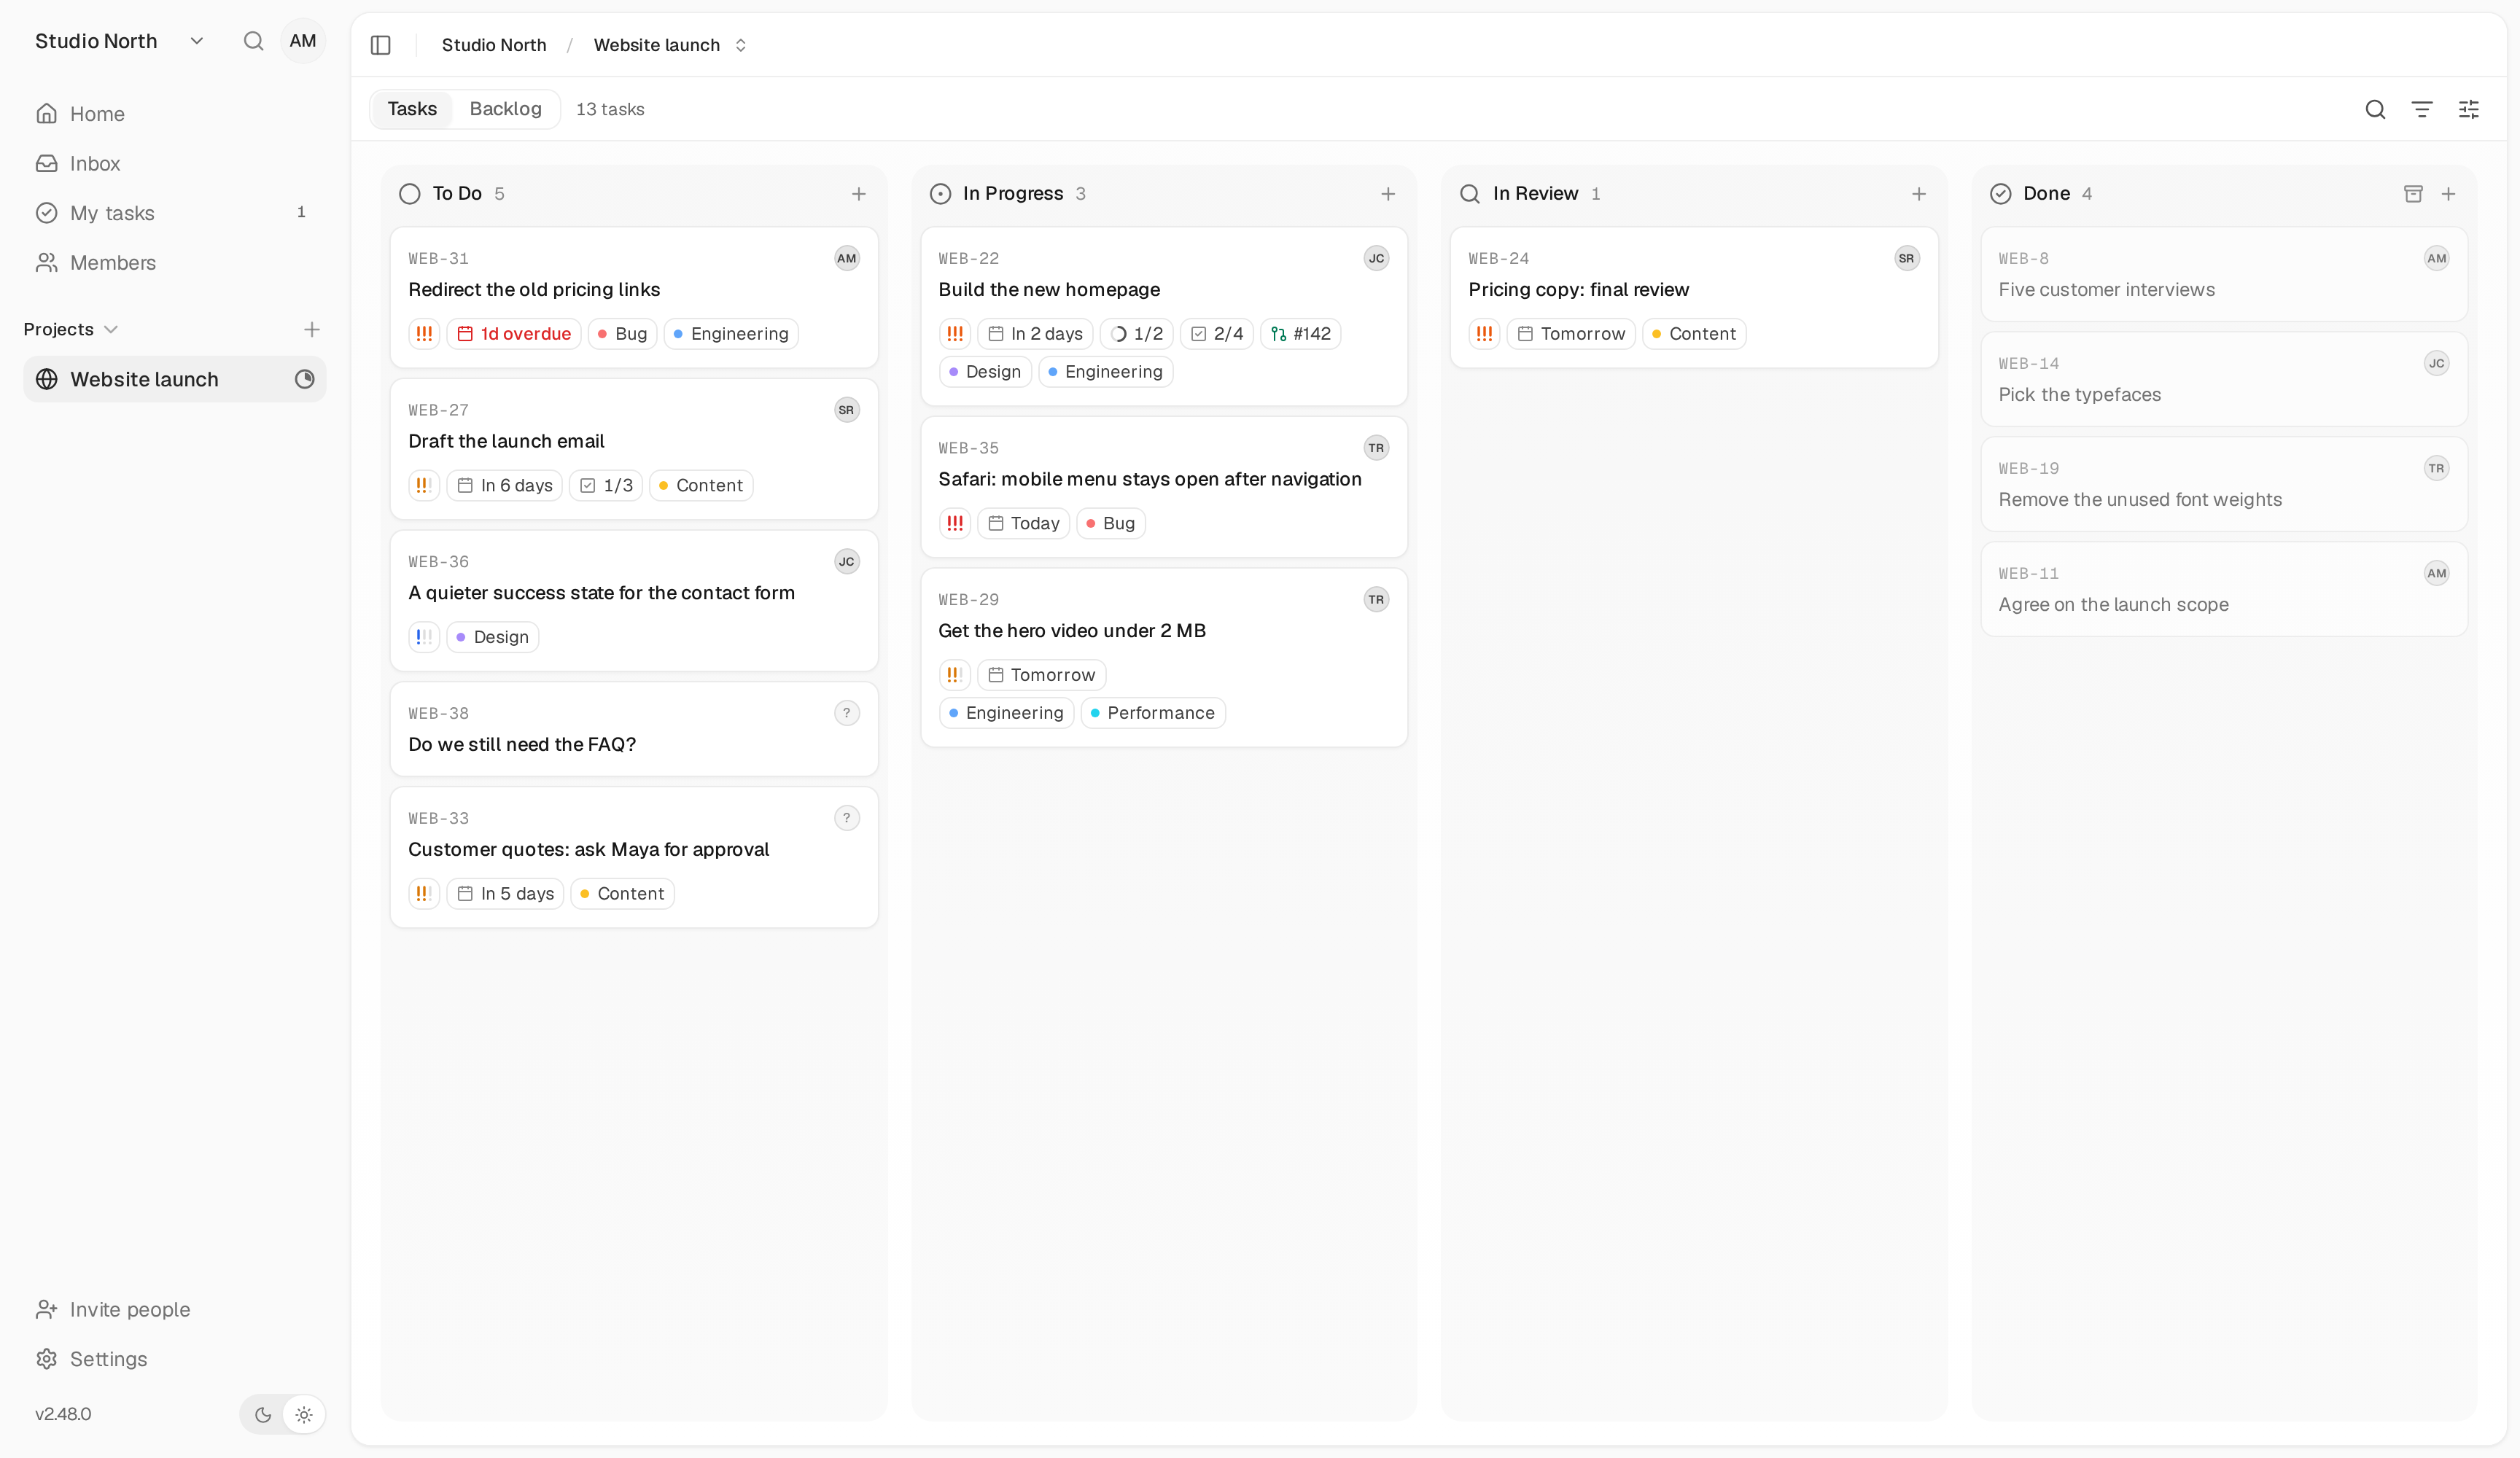 Studio North
AM
Home
Inbox
My tasks 1
Members
Projects
Website launch
Invite people
Settings
v2.48.0
Studio North / Website launch
Tasks Backlog 13 tasks
To Do 5
WEB-31 AM
Redirect the old pricing links
1d overdue Bug Engineering
WEB-27 SR
Draft the launch email
In 6 days 1/3 Content
WEB-36 JC
A quieter success state for the contact form
Design
WEB-38 ?
Do we still need the FAQ?
WEB-33 ?
Customer quotes: ask Maya for approval
In 5 days Content
In Progress 3
WEB-22 JC
Build the new homepage
In 2 days 1/2 2/4 #142
Design Engineering
WEB-35 TR
Safari: mobile menu stays open after navigation
Today Bug
WEB-29 TR
Get the hero video under 2 MB
Tomorrow
Engineering Performance
In Review 1
WEB-24 SR
Pricing copy: final review
Tomorrow Content
Done 4
WEB-8 AM
Five customer interviews
WEB-14 JC
Pick the typefaces
WEB-19 TR
Remove the unused font weights
WEB-11 AM
Agree on the launch scope